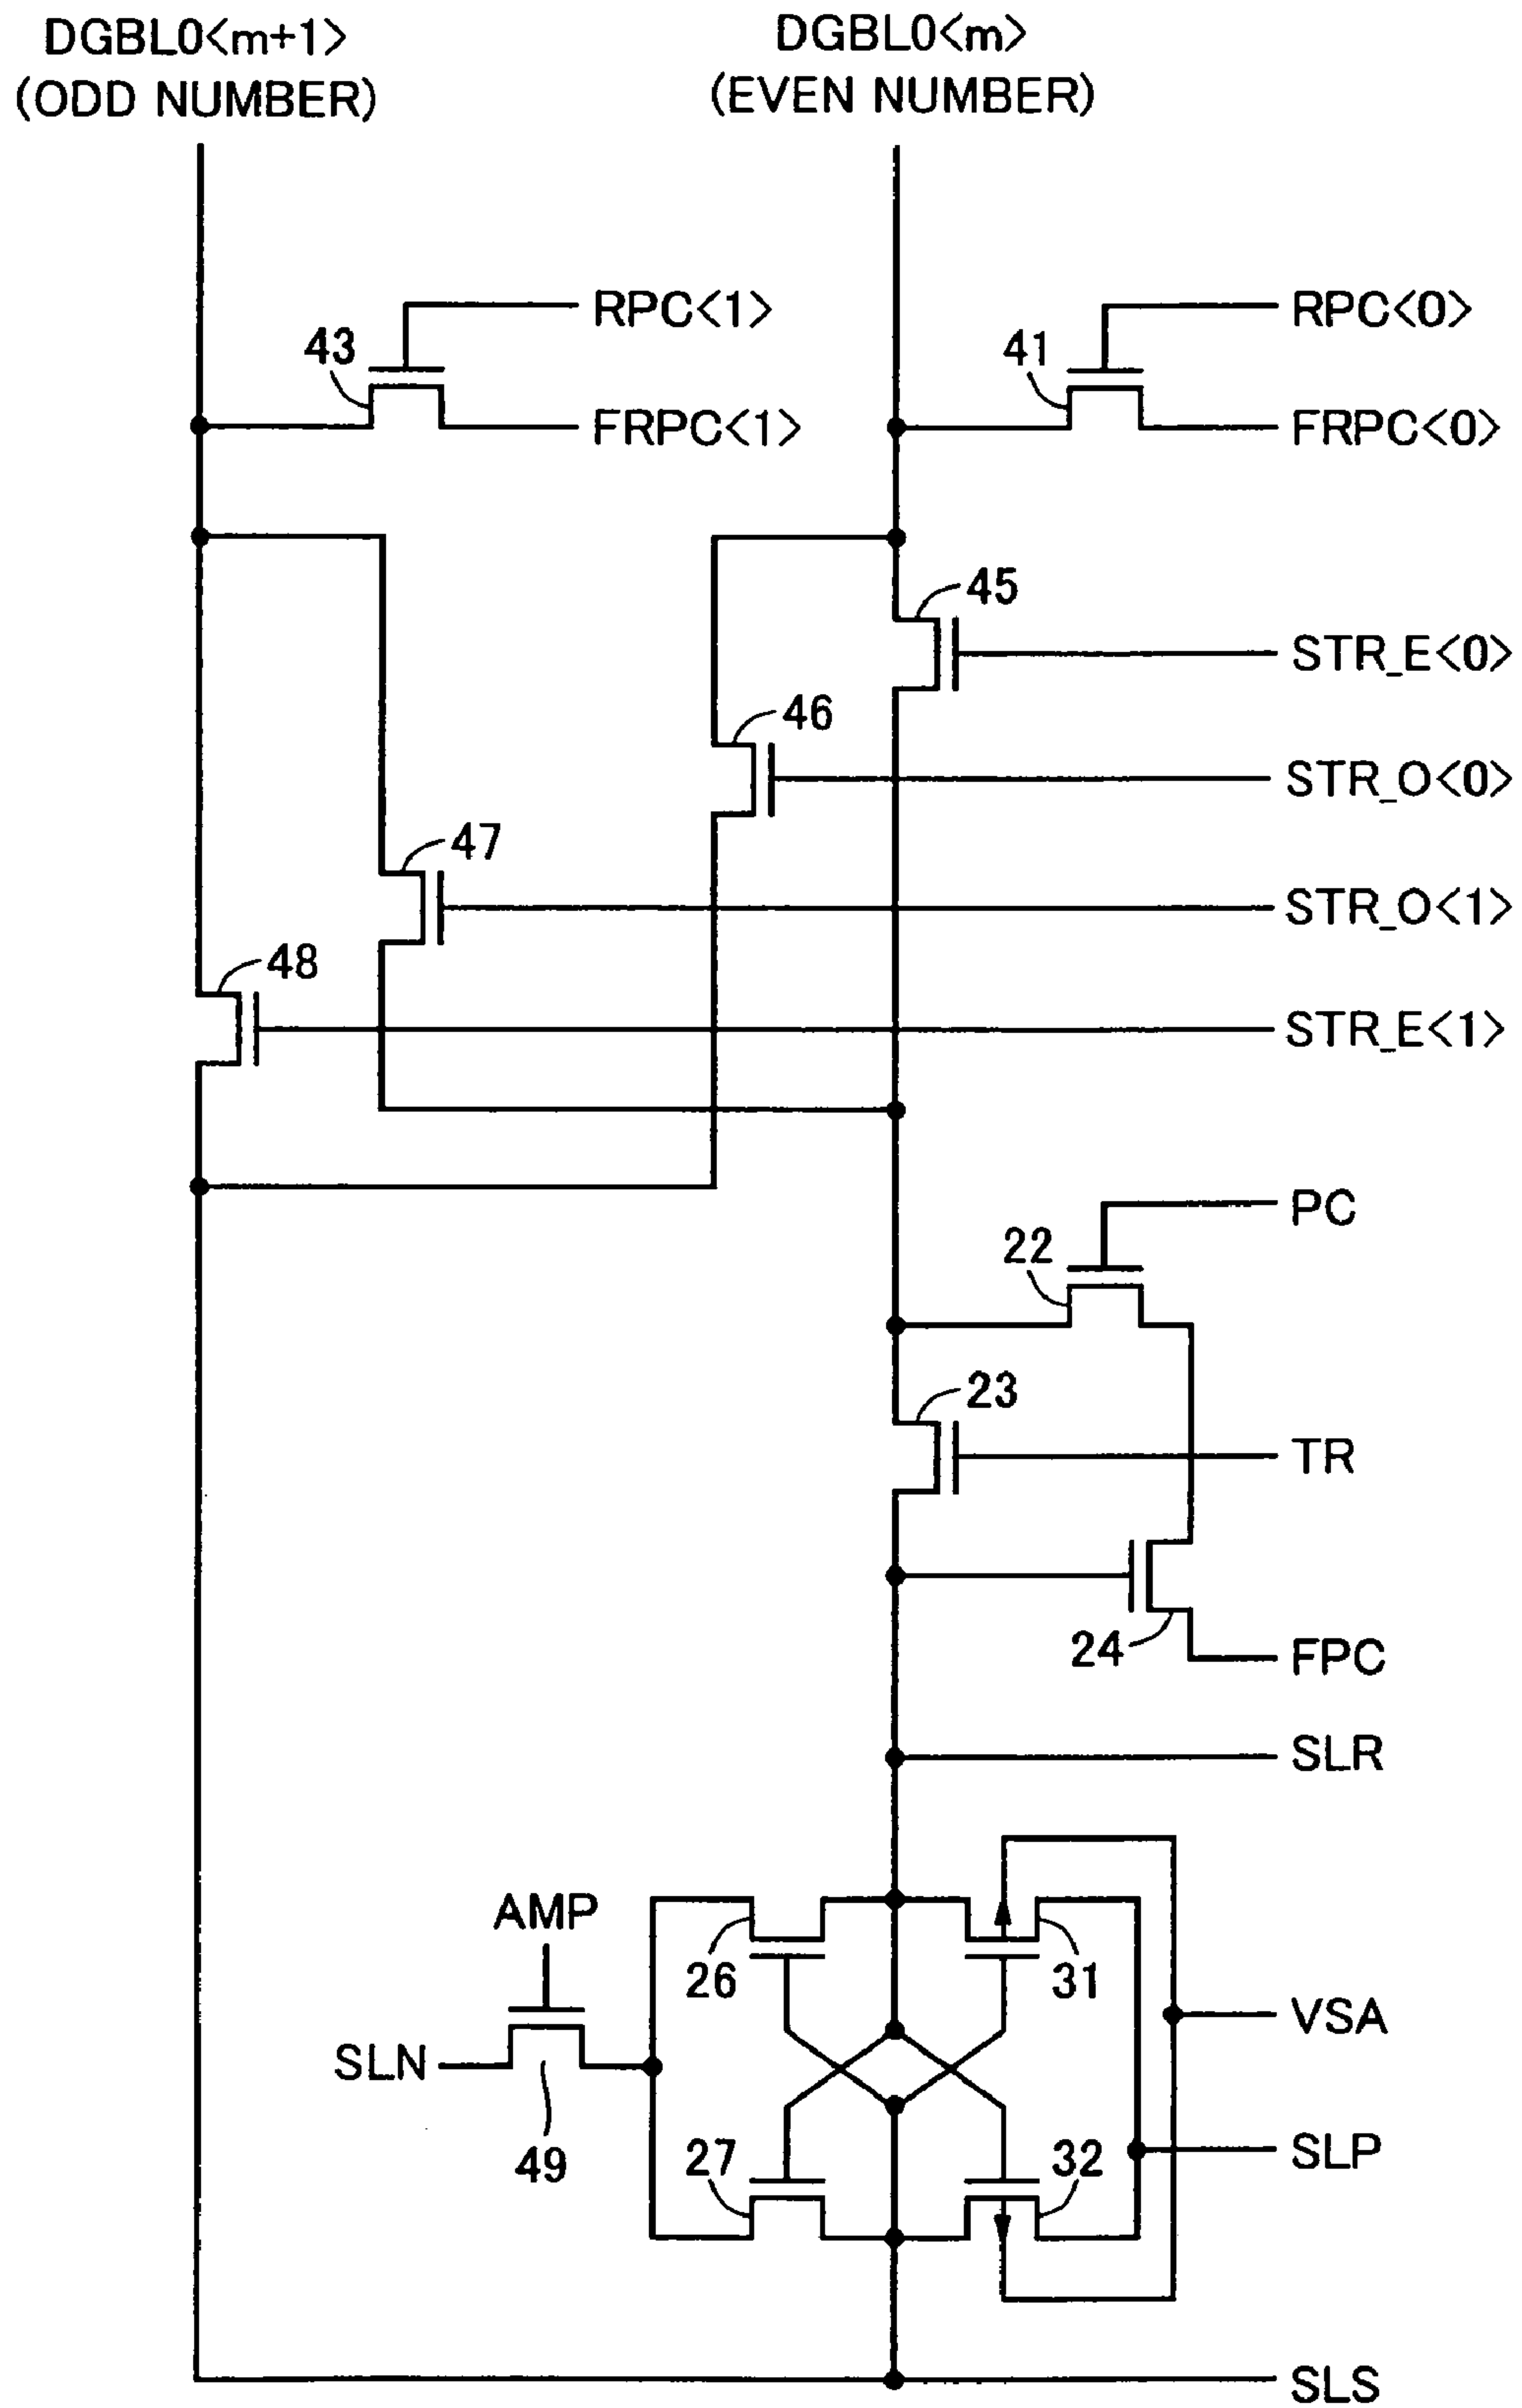 DGBL0<m+1>
(ODD NUMBER)
DGBL0<m>
(EVEN NUMBER)
RPC<1>
RPC<0>
43
41
FRPC<1>
FRPC<0>
45
STR_E<0>
46
STR_O<0>
47
STR_O<1>
48
STR_E<1>
PC
22
23
TR
24
FPC
SLR
AMP
26
31
VSA
SLN
49
27
32
SLP
SLS